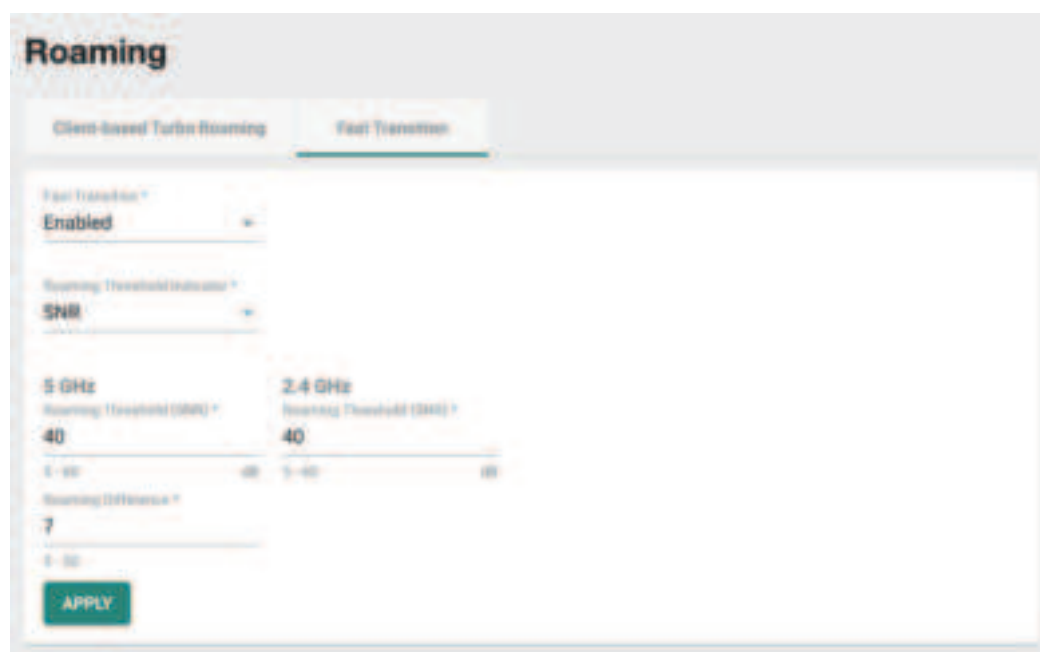 Roaming
Client-based Turbo Roaming Fast Transition
Fast Transition *
Enabled
Roaming Threshold Indicator *
SNR
5 GHz 2.4 GHz
Roaming Threshold (SNR) * Roaming Threshold (SNR) *
40 40
dB dB
Roaming Difference *
7
APPLY